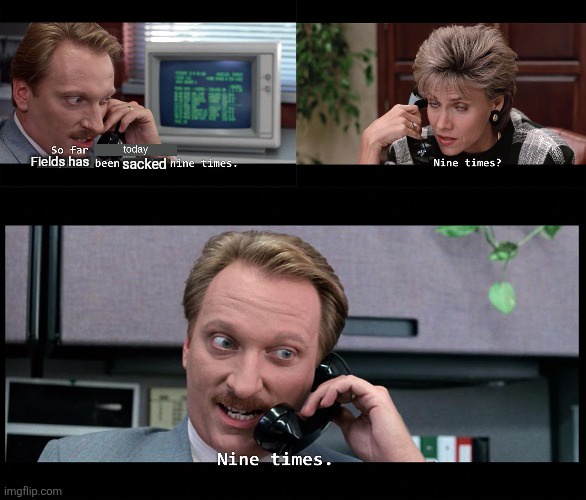 So far today
Fields has been sacked nine times.
Nine times?
Nine times.
imgflip.com